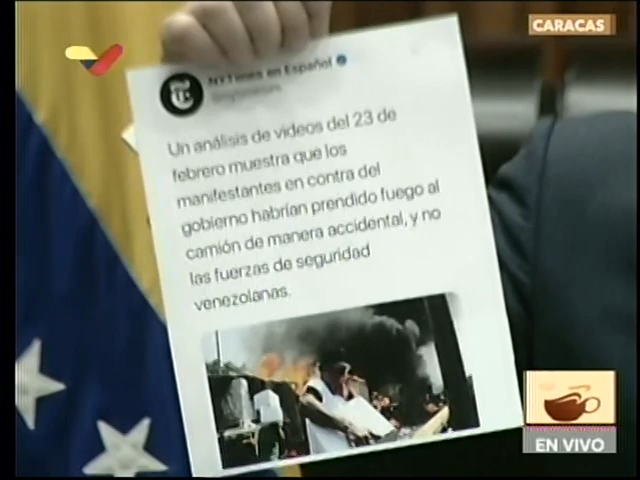 CARACAS
NYTimes en Español
Un análisis de videos del 23 de
febrero muestra que los
manifestantes en contra del
gobierno habrían prendido fuego al
camión de manera accidental, y no
las fuerzas de seguridad
venezolanas.
EN VIVO